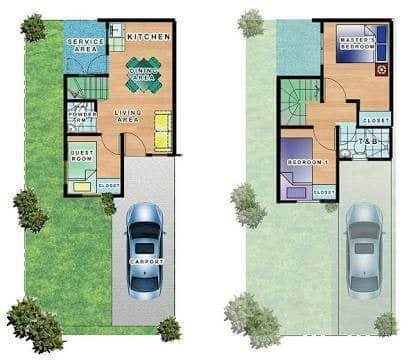 SERVICE
AREA
KITCHEN
DINING
AREA
POWDER
RM.
LIVING
AREA
GUEST
ROOM
CLOSET
CARPORT
MASTER'S
BEDROOM
CLOSET
T&B
BEDROOM-1
CLOSET